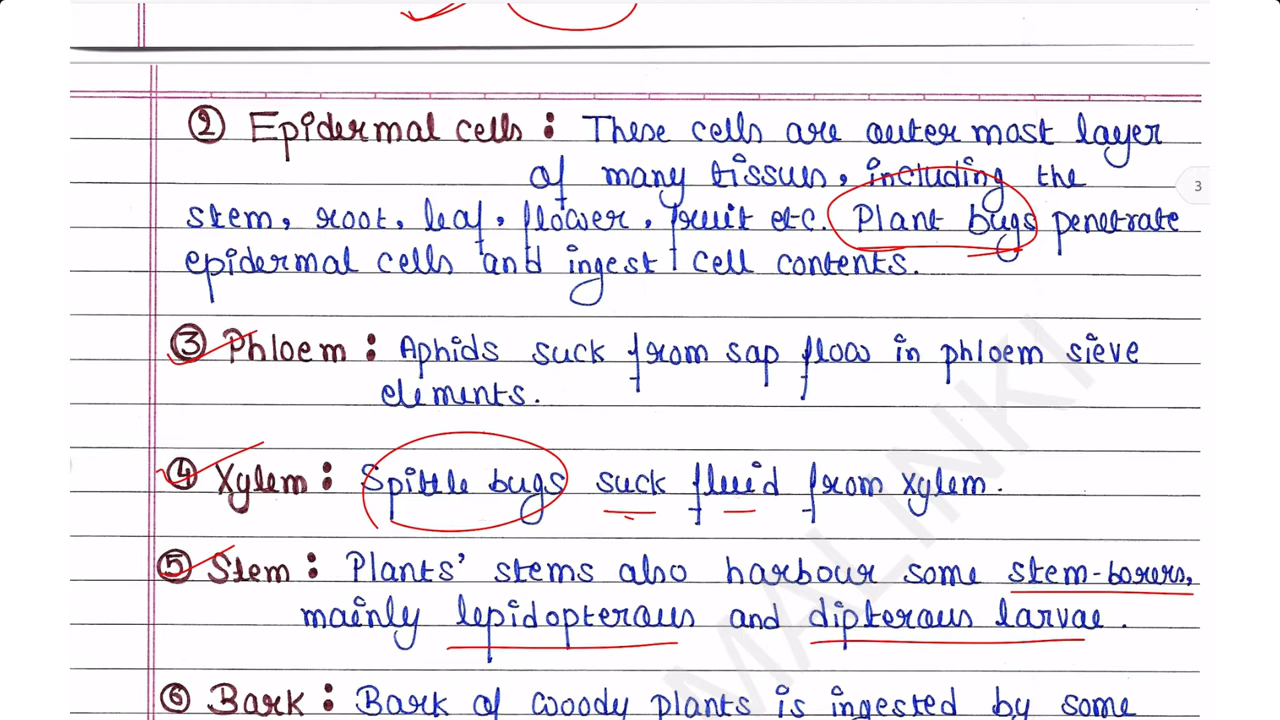 ② Epidermal cells : These cells are outer most layer
of many tissues, including the
3
stem, root, leaf, flower, fruit etc. Plant bugs penetrate
epidermal cells and ingest cell contents.
③ Phloem : Aphids suck from sap flow in phloem sieve
elements.
④ Xylem : Spittle bugs suck fluid from xylem.
⑤ Stem : Plants' stems also harbour some stem-borers,
mainly lepidopterous and dipterous larvae.
⑥ Bark : Bark of woody plants is ingested by some
MALINKI